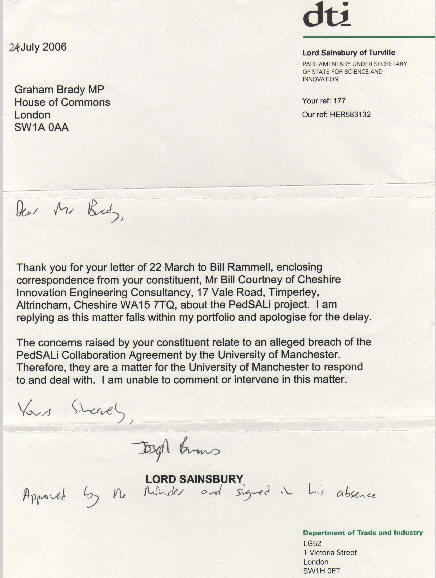 dti
24 July 2006
Lord Sainsbury of Turville
PARLIAMENTARY UNDER SECRETARY
OF STATE FOR SCIENCE AND
INNOVATION
Graham Brady MP
House of Commons
London
SW1A 0AA
Your ref: 177
Our ref: HER583132
Dear Mr Brady,
Thank you for your letter of 22 March to Bill Rammell, enclosing
correspondence from your constituent, Mr Bill Courtney of Cheshire
Innovation Engineering Consultancy, 17 Vale Road, Timperley,
Altrincham, Cheshire WA15 7TQ, about the PedSALi project. I am
replying as this matter falls within my portfolio and apologise for the delay.
The concerns raised by your constituent relate to an alleged breach of the
PedSALi Collaboration Agreement by the University of Manchester.
Therefore, they are a matter for the University of Manchester to respond
to and deal with. I am unable to comment or intervene in this matter.
Yours Sincerely,
Joseph
LORD SAINSBURY
Approved by the Minister and signed in his absence
Department of Trade and Industry
LG52
1 Victoria Street
London
SW1H 0ET